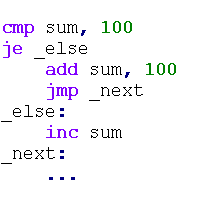 cmp sum, 100
je _else
    add sum, 100
    jmp _next
_else:
    inc sum
_next:
    ...